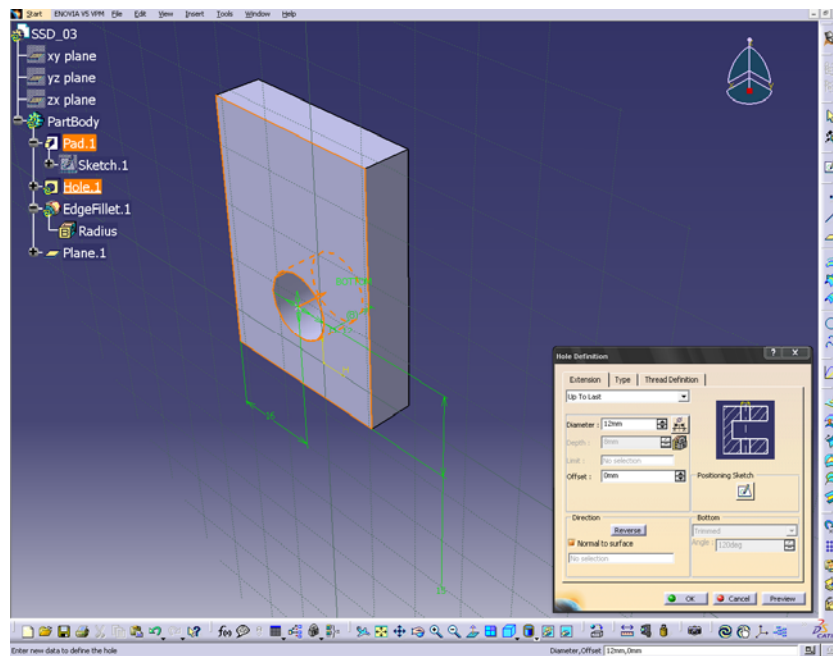 Start ENOVIA V5 VPM File Edit View Insert Tools Window Help
SSD_03
xy plane
yz plane
zx plane
PartBody
Pad.1
Sketch.1
Hole.1
EdgeFillet.1
Radius
Plane.1
BOTTOM
16
Hole Definition
Extension Type Thread Definition
Up To Last
Diameter : 12mm
Depth : 8mm
Limit : No selection
Offset : 0mm
Positioning Sketch
Direction
Reverse
Normal to surface
No selection
Bottom
Trimmed
Angle : 120deg
OK Cancel Preview
Enter new data to define the hole
Diameter,Offset 12mm,0mm